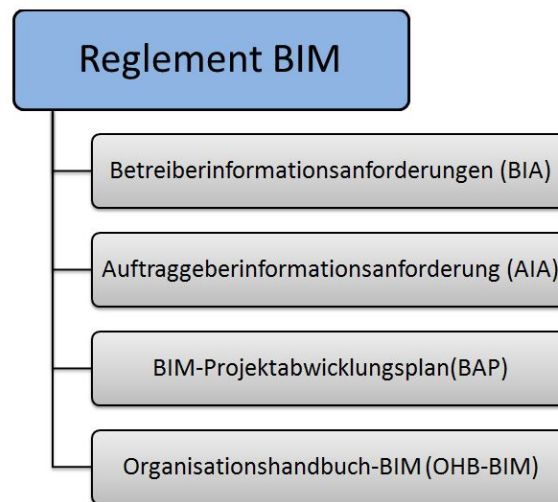 Reglement BIM
Betreiberinformationsanforderungen (BIA)
Auftraggeberinformationsanforderung (AIA)
BIM-Projektabwicklungsplan(BAP)
Organisationshandbuch-BIM (OHB-BIM)